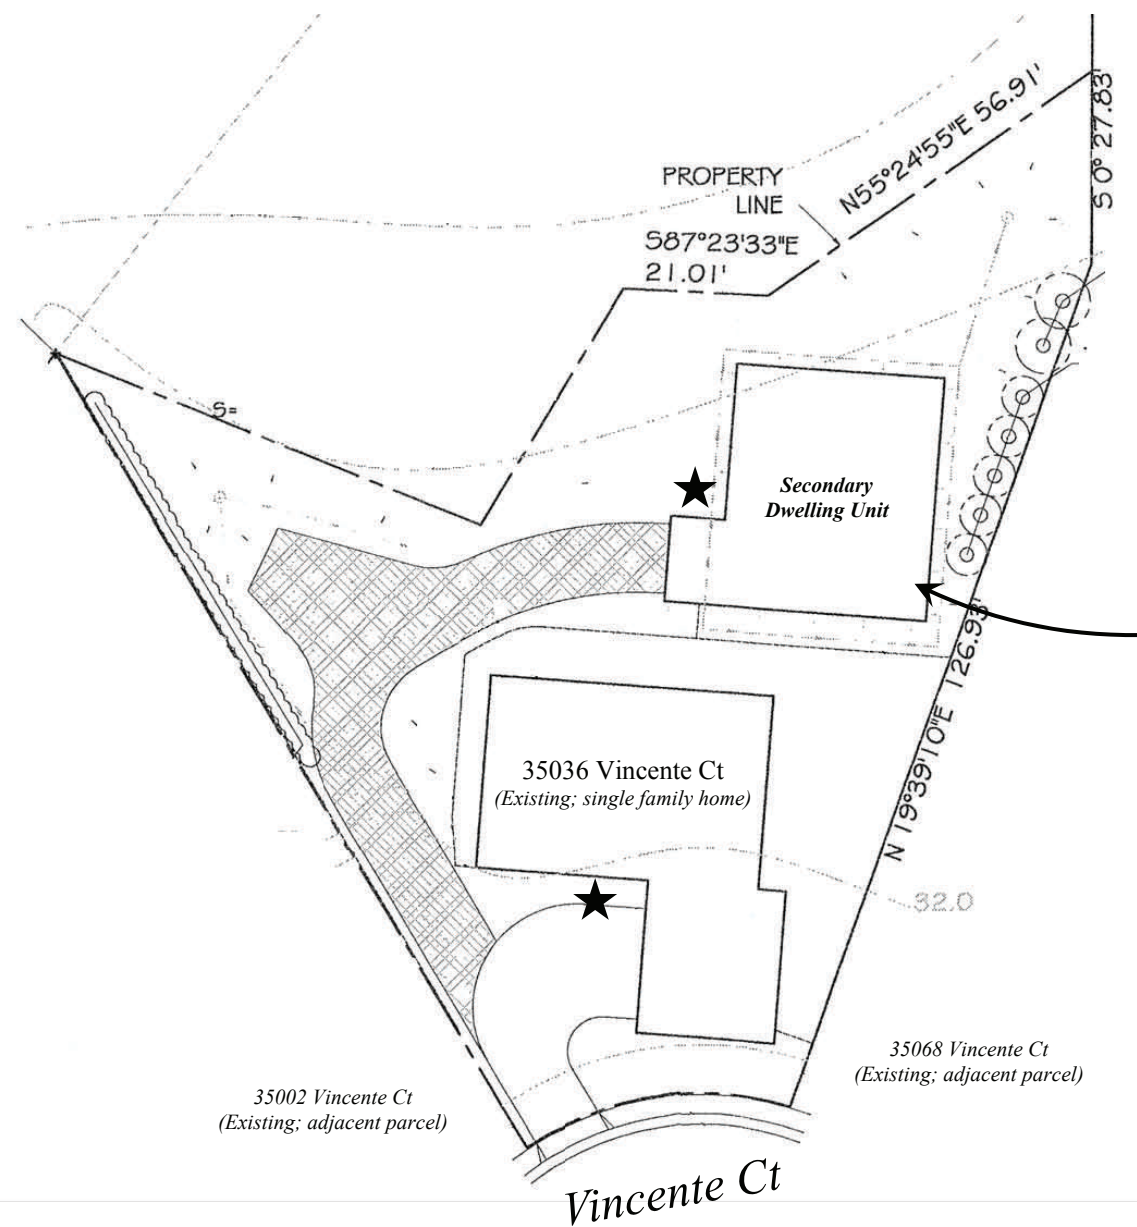 PROPERTY
LINE
N55°24'55"E 56.91'
S 0° 27.83'
S87°23'33"E
21.01'
S=
Secondary
Dwelling Unit
N 19°39'10"E 126.93'
35036 Vincente Ct
(Existing; single family home)
32.0
35068 Vincente Ct
(Existing; adjacent parcel)
35002 Vincente Ct
(Existing; adjacent parcel)
Vincente Ct